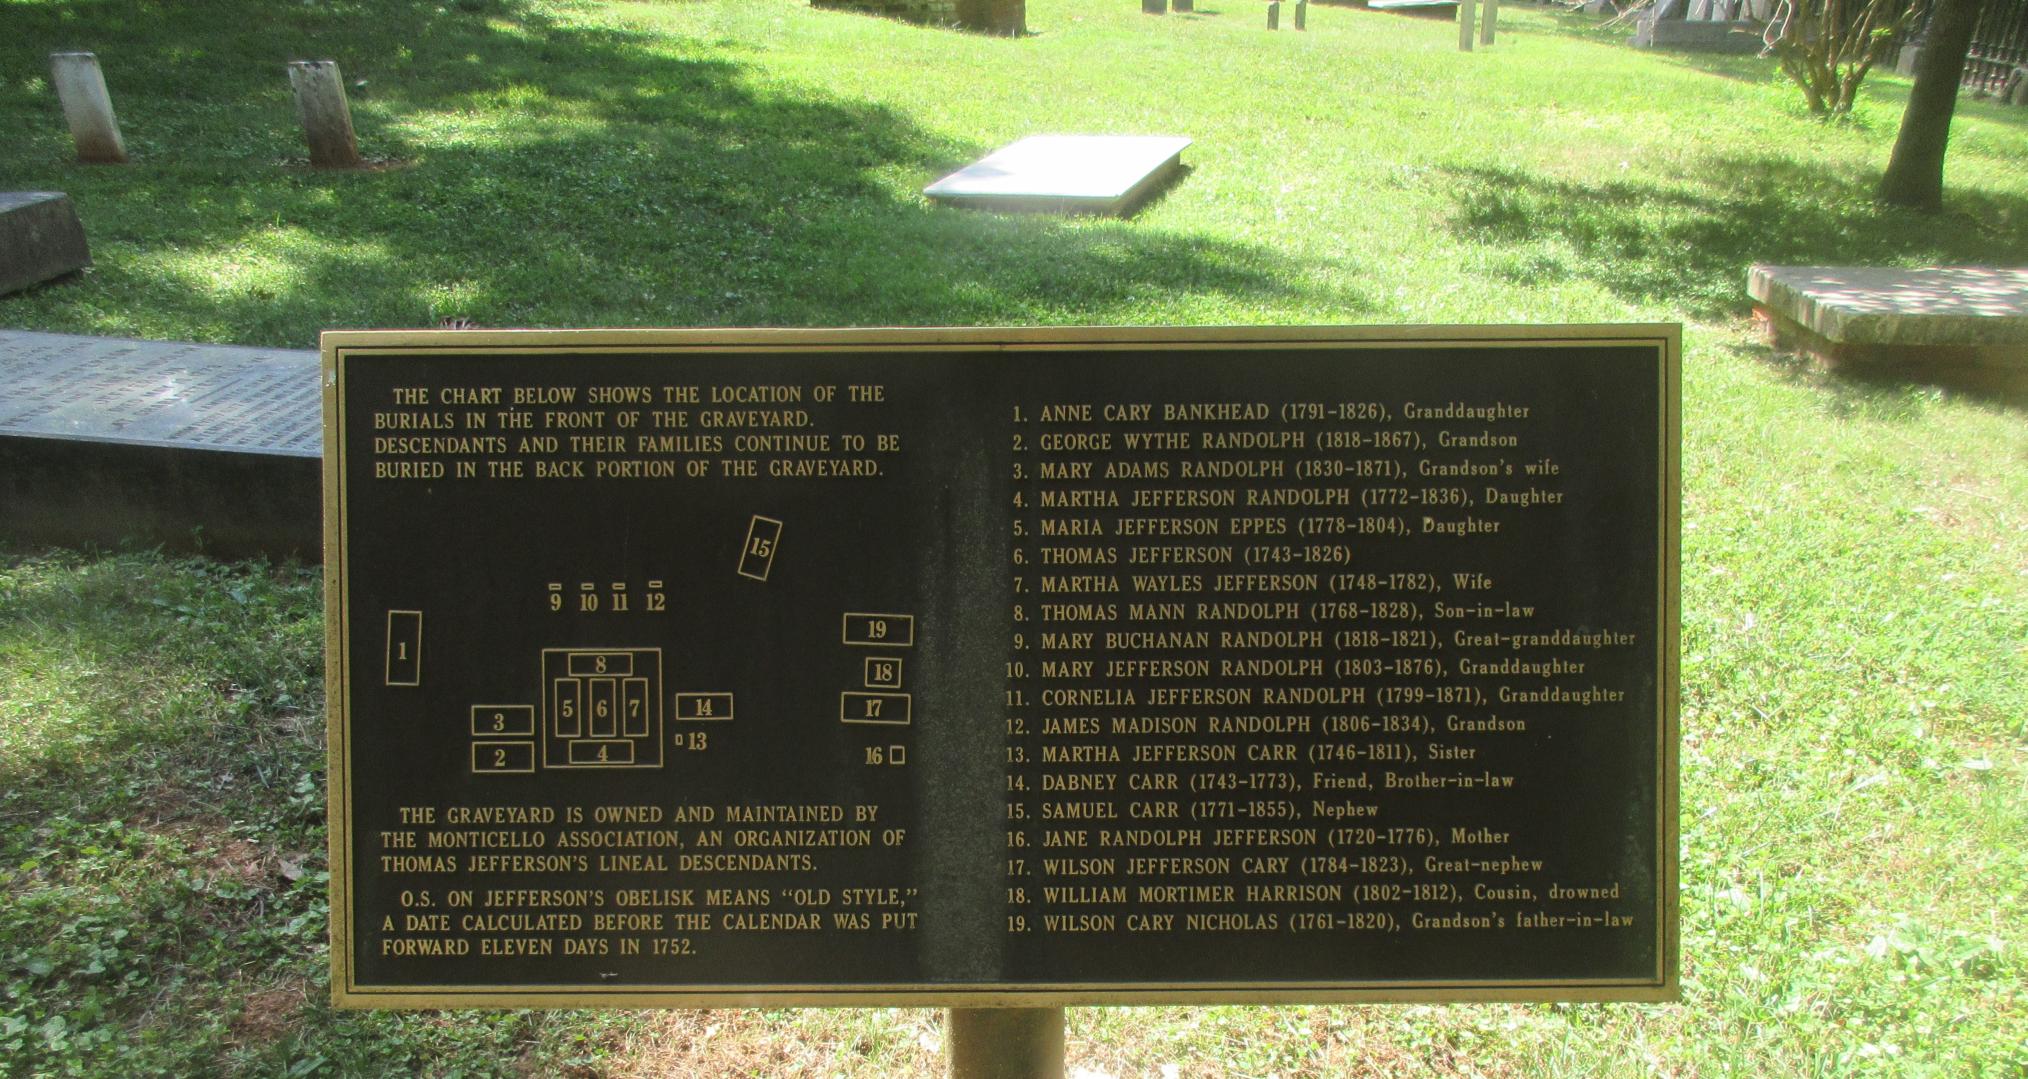 THE CHART BELOW SHOWS THE LOCATION OF THE
BURIALS IN THE FRONT OF THE GRAVEYARD.
DESCENDANTS AND THEIR FAMILIES CONTINUE TO BE
BURIED IN THE BACK PORTION OF THE GRAVEYARD.
15
9 10 11 12
19
1
8
18
5 6 7
14
17
3
13
2
4
16
THE GRAVEYARD IS OWNED AND MAINTAINED BY
THE MONTICELLO ASSOCIATION, AN ORGANIZATION OF
THOMAS JEFFERSON'S LINEAL DESCENDANTS.
O.S. ON JEFFERSON'S OBELISK MEANS “OLD STYLE,”
A DATE CALCULATED BEFORE THE CALENDAR WAS PUT
FORWARD ELEVEN DAYS IN 1752.
1. ANNE CARY BANKHEAD (1791-1826), Granddaughter
2. GEORGE WYTHE RANDOLPH (1818-1867), Grandson
3. MARY ADAMS RANDOLPH (1830-1871), Grandson's wife
4. MARTHA JEFFERSON RANDOLPH (1772-1836), Daughter
5. MARIA JEFFERSON EPPES (1778-1804), Daughter
6. THOMAS JEFFERSON (1743-1826)
7. MARTHA WAYLES JEFFERSON (1748-1782), Wife
8. THOMAS MANN RANDOLPH (1768-1828), Son-in-law
9. MARY BUCHANAN RANDOLPH (1818-1821), Great-granddaughter
10. MARY JEFFERSON RANDOLPH (1803-1876), Granddaughter
11. CORNELIA JEFFERSON RANDOLPH (1799-1871), Granddaughter
12. JAMES MADISON RANDOLPH (1806-1834), Grandson
13. MARTHA JEFFERSON CARR (1746-1811), Sister
14. DABNEY CARR (1743-1773), Friend, Brother-in-law
15. SAMUEL CARR (1771-1855), Nephew
16. JANE RANDOLPH JEFFERSON (1720-1776), Mother
17. WILSON JEFFERSON CARY (1784-1823), Great-nephew
18. WILLIAM MORTIMER HARRISON (1802-1812), Cousin, drowned
19. WILSON CARY NICHOLAS (1761-1820), Grandson's father-in-law